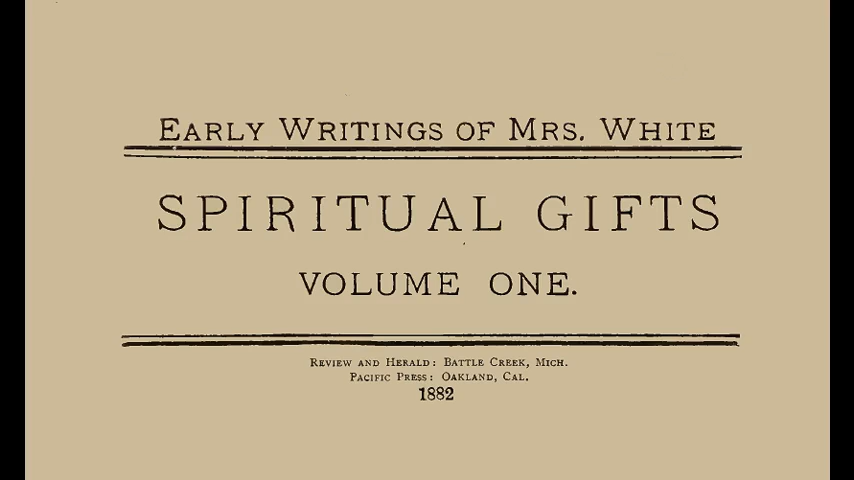 EARLY WRITINGS OF MRS. WHITE
SPIRITUAL GIFTS
VOLUME ONE.
REVIEW AND HERALD: BATTLE CREEK, MICH.
PACIFIC PRESS: OAKLAND, CAL.
1882